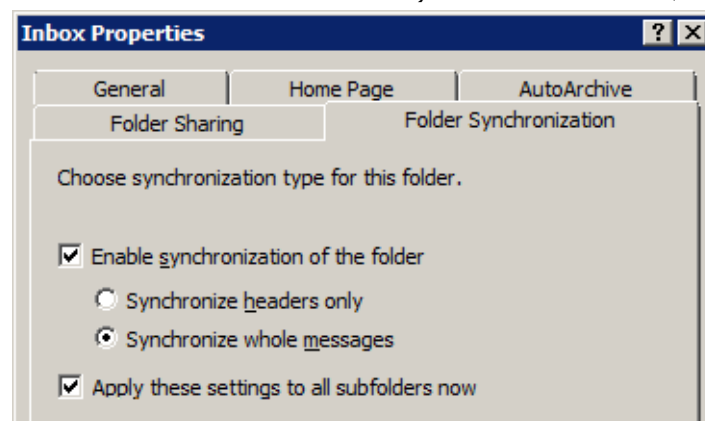 Inbox Properties
General Home Page AutoArchive
Folder Sharing Folder Synchronization
Choose synchronization type for this folder.
Enable synchronization of the folder
Synchronize headers only
Synchronize whole messages
Apply these settings to all subfolders now